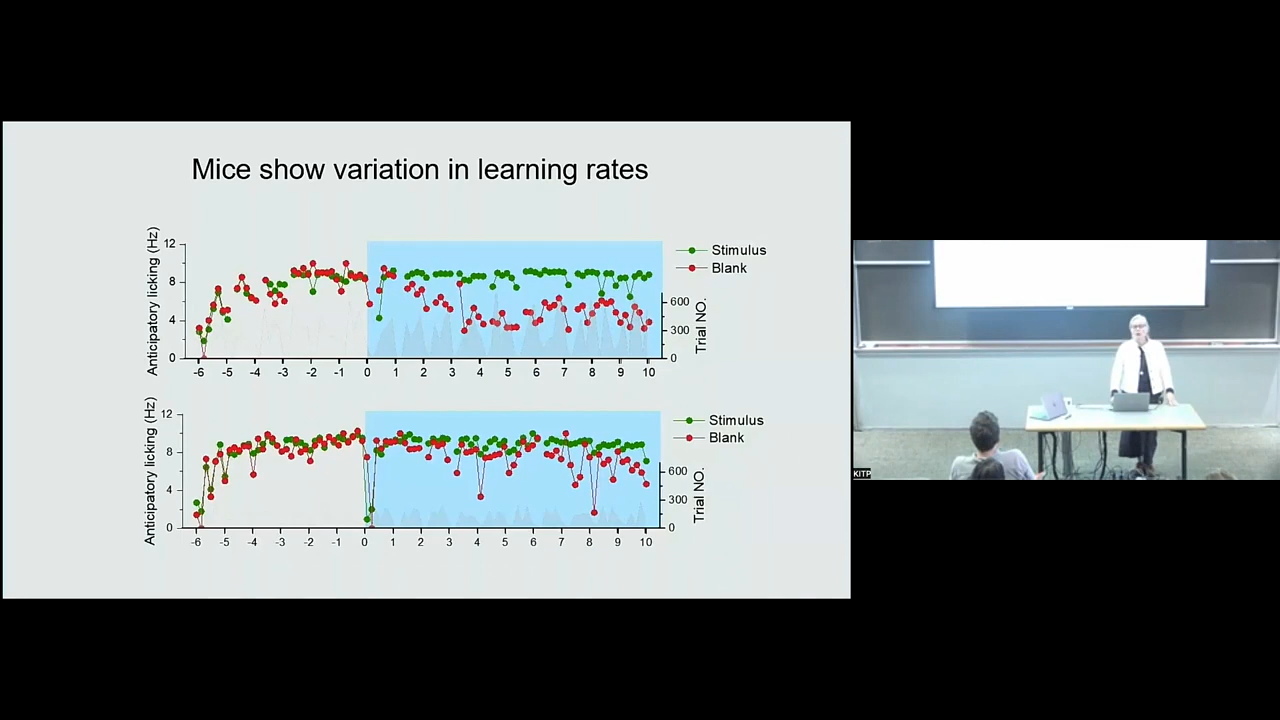 Mice show variation in learning rates
Anticipatory licking (Hz)
12
8
4
0
-6 -5 -4 -3 -2 -1 0 1 2 3 4 5 6 7 8 9 10
600
300
0
Trial NO.
Stimulus
Blank
Anticipatory licking (Hz)
12
8
4
0
-6 -5 -4 -3 -2 -1 0 1 2 3 4 5 6 7 8 9 10
600
300
0
Trial NO.
Stimulus
Blank
KITP